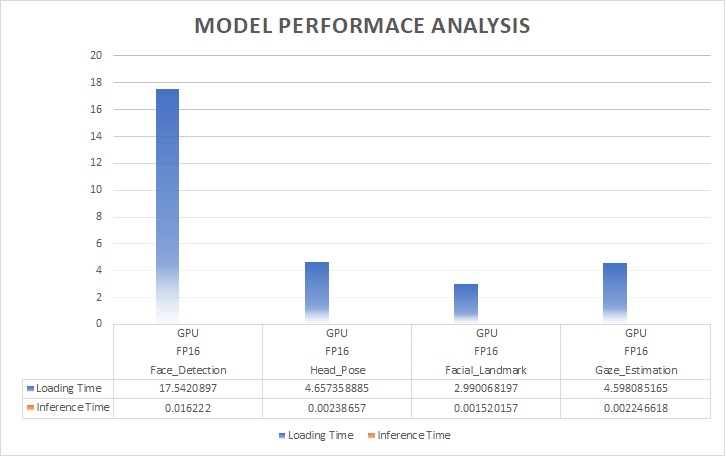 MODEL PERFORMACE ANALYSIS
20
18
16
14
12
10
8
6
4
2
0
GPU GPU GPU GPU
FP16 FP16 FP16 FP16
Face_Detection Head_Pose Facial_Landmark Gaze_Estimation
Loading Time 17.5420897 4.657358885 2.990068197 4.598085165
Inference Time 0.016222 0.00238657 0.001520157 0.002246618
Loading Time Inference Time